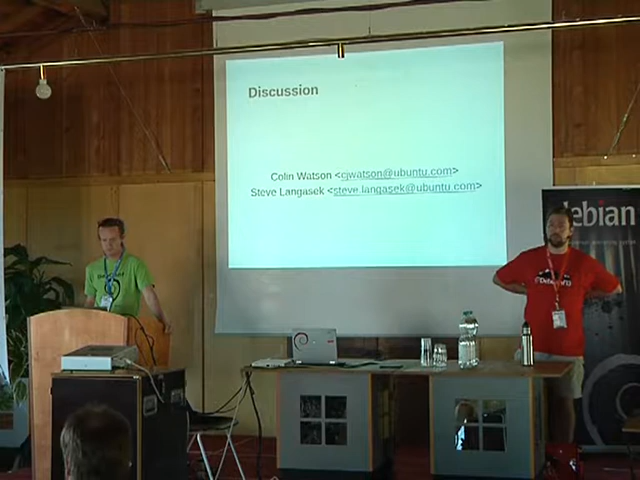 Discussion
Colin Watson <cjwatson@ubuntu.com>
Steve Langasek <steve.langasek@ubuntu.com>
debian